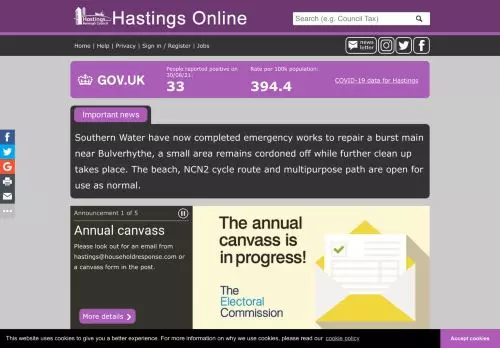 Hastings
Borough Council
Hastings Online
Search (e.g. Council Tax)
Home | Help | Privacy | Sign in / Register | Jobs
news
letter
GOV.UK
People reported positive on
30/08/21:
33
Rate per 100k population:
394.4
COVID-19 data for Hastings
Important news
Southern Water have now completed emergency works to repair a burst main
near Bulverhythe, a small area remains cordoned off while further clean up
takes place. The beach, NCN2 cycle route and multipurpose path are open for
use as normal.
Announcement 1 of 5
Annual canvass
Please look out for an email from
hastings@householdresponse.com or
a canvass form in the post.
More details
The annual
canvass is
in progress!
The
Electoral
Commission
This website uses cookies to give you a better experience. For more information on why we use cookies, please read our cookie policy
Accept cookies